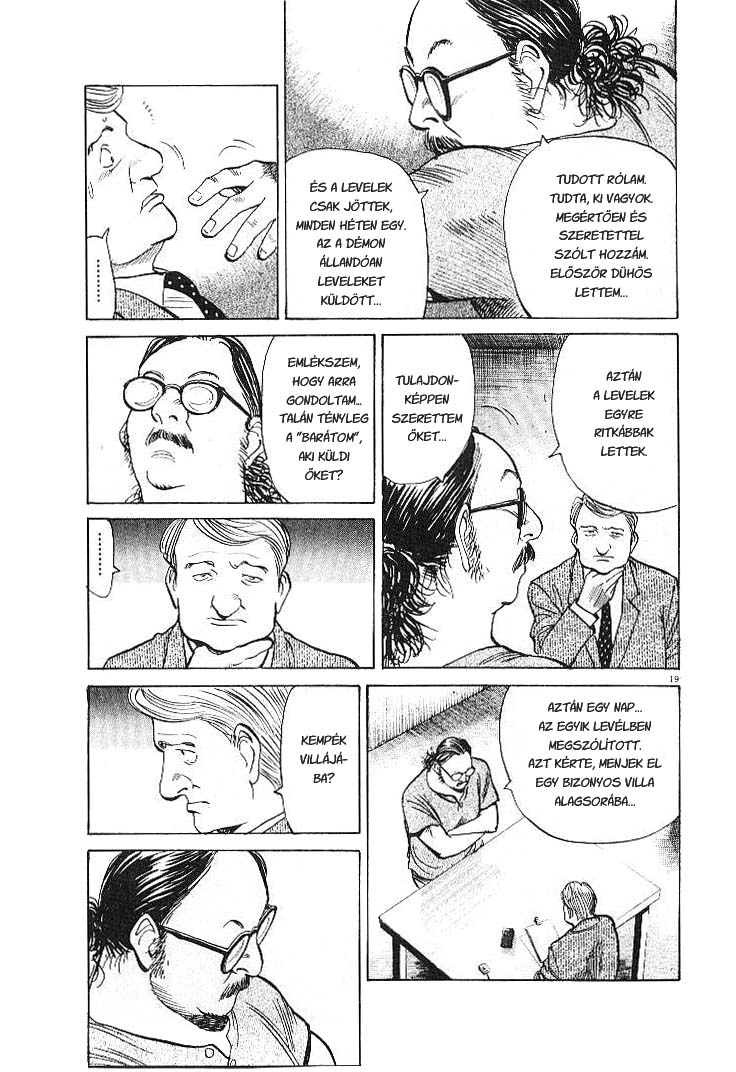 TUDOTT RÓLAM.
TUDTA, KI VAGYOK.
MEGÉRTŐEN ÉS
SZERETETTEL
SZÓLT HOZZÁM.
ELŐSZÖR DÜHÖS
LETTEM...
ÉS A LEVELEK
CSAK JÖTTEK,
MINDEN HÉTEN EGY.
AZ A DÉMON
ÁLLANDÓAN
LEVELEKET
KÜLDÖTT...
........
AZTÁN
A LEVELEK
EGYRE
RITKÁBBAK
LETTEK.
TULAJDON-
KÉPPEN
SZERETTEM
ŐKET...
EMLÉKSZEM,
HOGY ARRA
GONDOLTAM...
TALÁN TÉNYLEG
A "BARÁTOM",
AKI KÜLDI
ŐKET?
........
19
AZTÁN EGY NAP...
AZ EGYIK LEVÉLBEN
MEGSZÓLÍTOTT.
AZT KÉRTE, MENJEK EL
EGY BIZONYOS VILLA
ALAGSORÁBA...
KEMPÉK
VILLÁJÁ-
BA?